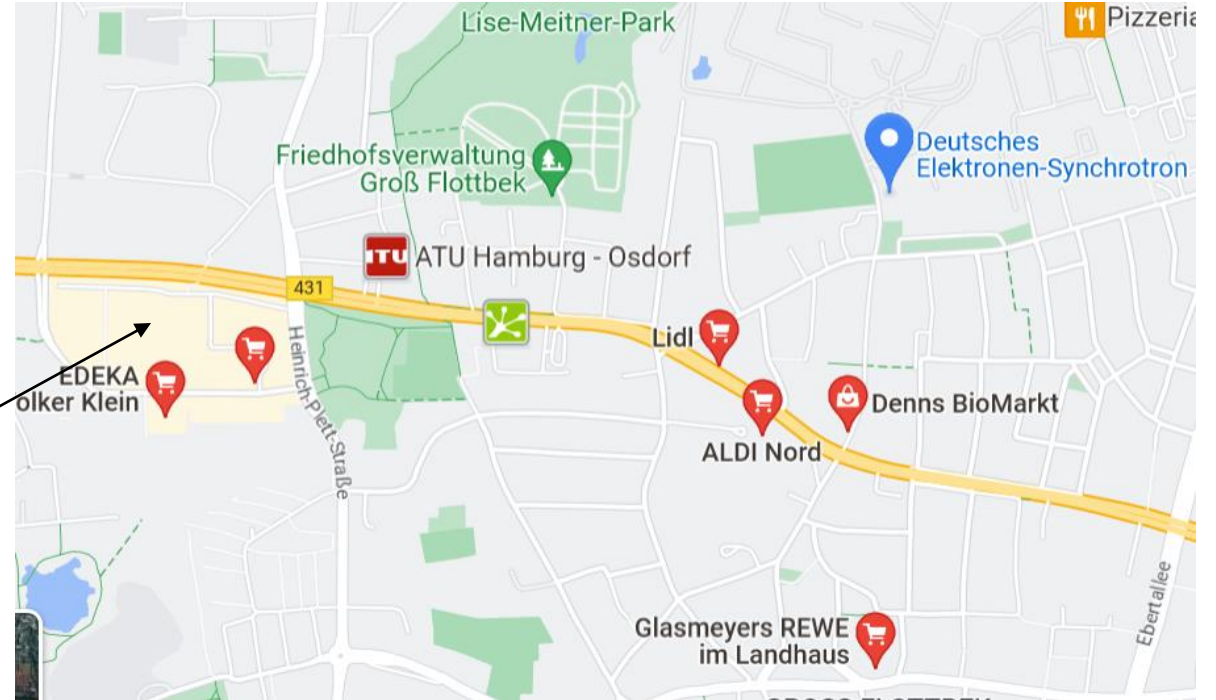 Lise-Meitner-Park
Pizzeria
Deutsches
Elektronen-Synchrotron
Friedhofsverwaltung
Groß Flottbek
ATU ATU Hamburg - Osdorf
431
Lidl
Heinrich-Plett-Straße
EDEKA
olker Klein
Denns BioMarkt
ALDI Nord
Ebertallee
Glasmeyers REWE
im Landhaus